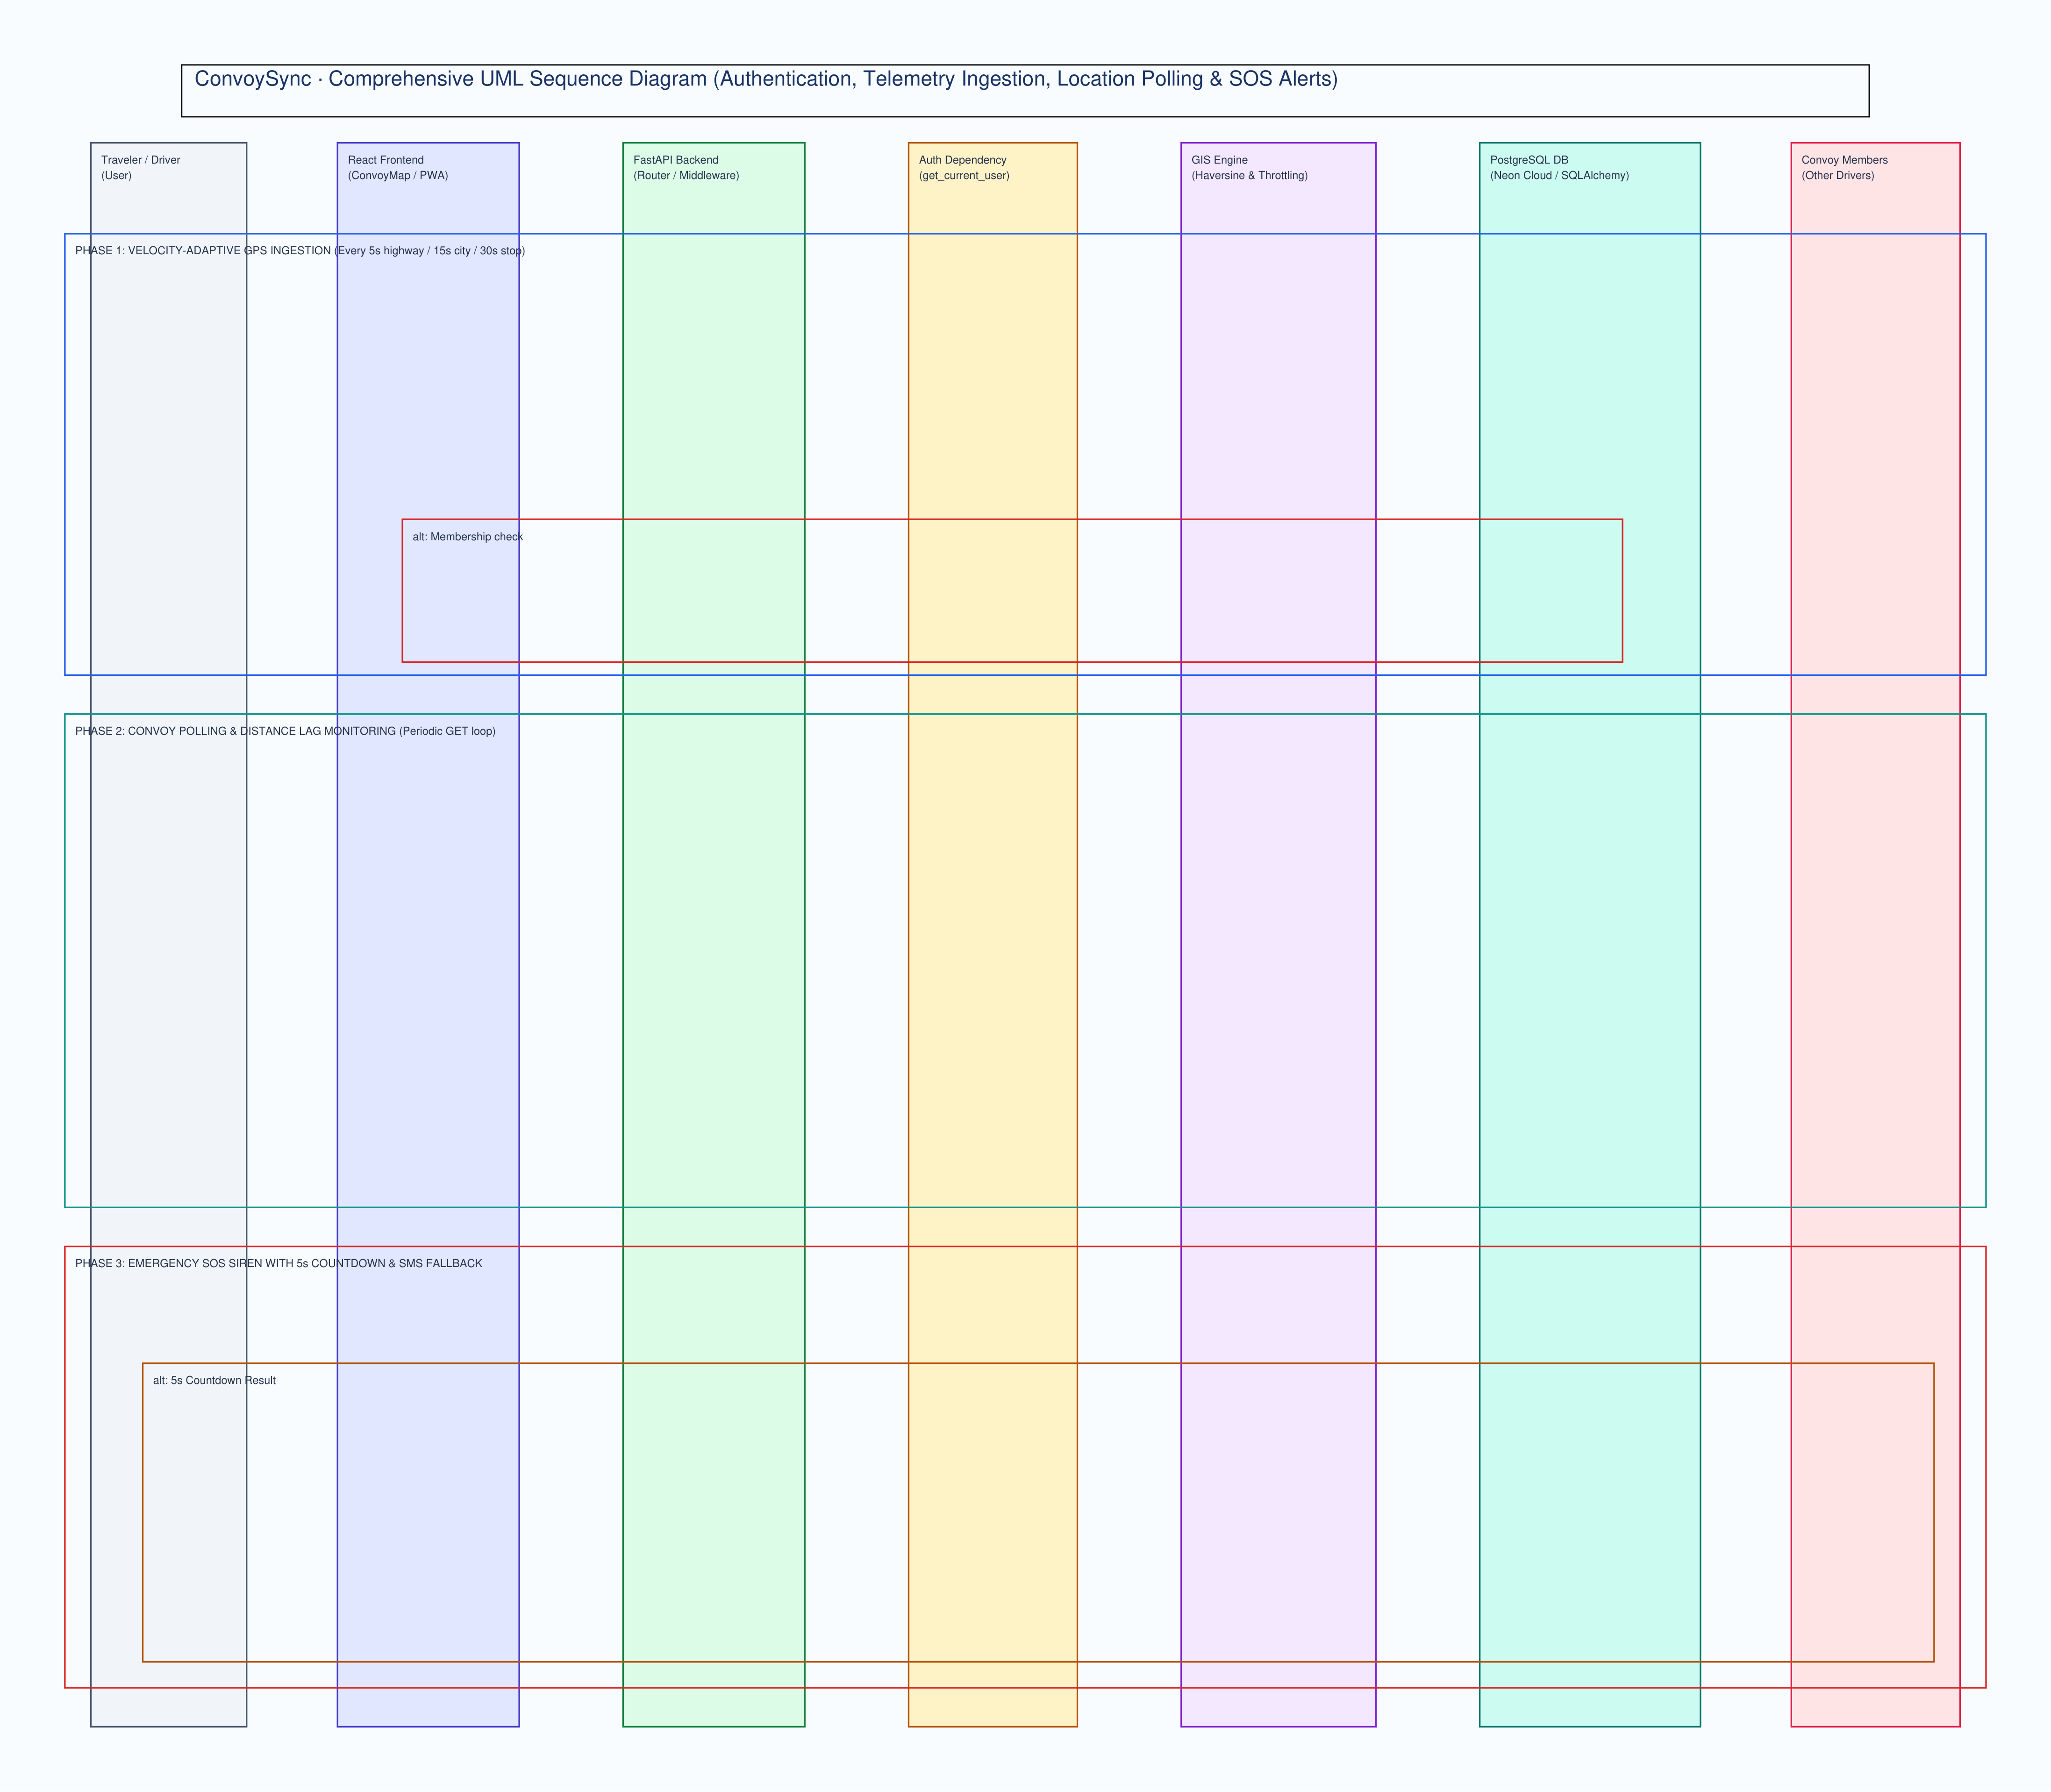 ConvoySync · Comprehensive UML Sequence Diagram (Authentication, Telemetry Ingestion, Location Polling & SOS Alerts)
Traveler / Driver
(User)
React Frontend
(ConvoyMap / PWA)
FastAPI Backend
(Router / Middleware)
Auth Dependency
(get_current_user)
GIS Engine
(Haversine & Throttling)
PostgreSQL DB
(Neon Cloud / SQLAlchemy)
Convoy Members
(Other Drivers)
PHASE 1: VELOCITY-ADAPTIVE GPS INGESTION (Every 5s highway / 15s city / 30s stop)
alt: Membership check
PHASE 2: CONVOY POLLING & DISTANCE LAG MONITORING (Periodic GET loop)
PHASE 3: EMERGENCY SOS SIREN WITH 5s COUNTDOWN & SMS FALLBACK
alt: 5s Countdown Result